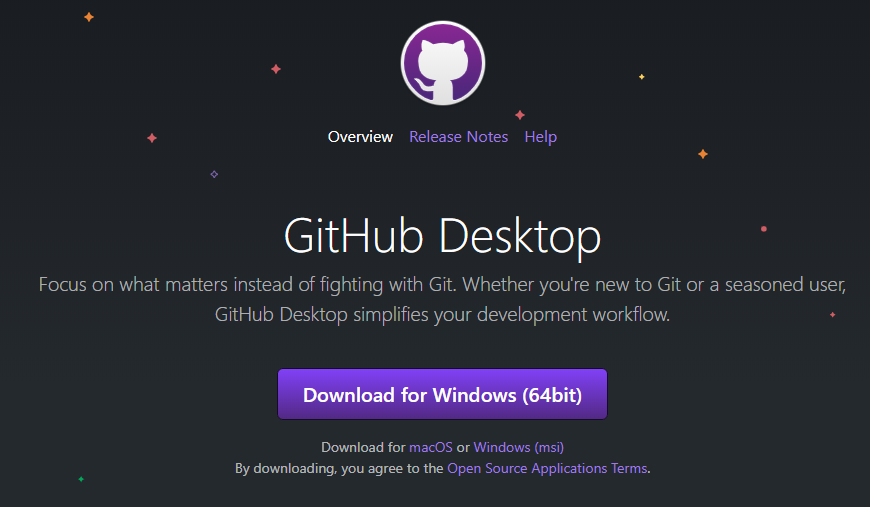 Overview Release Notes Help
GitHub Desktop
Focus on what matters instead of fighting with Git. Whether you're new to Git or a seasoned user,
GitHub Desktop simplifies your development workflow.
Download for Windows (64bit)
Download for macOS or Windows (msi)
By downloading, you agree to the Open Source Applications Terms.